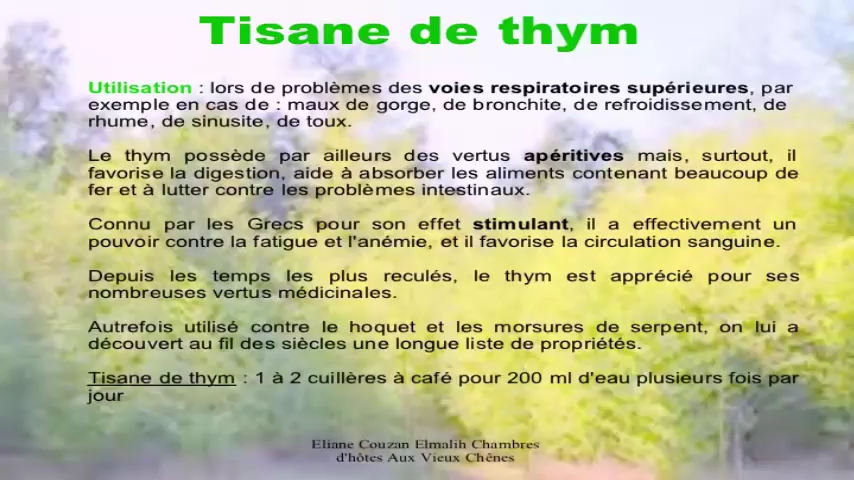 Tisane de thym
Utilisation : lors de problèmes des voies respiratoires supérieures, par
exemple en cas de : maux de gorge, de bronchite, de refroidissement, de
rhume, de sinusite, de toux.
Le thym possède par ailleurs des vertus apéritives mais, surtout, il
favorise la digestion, aide à absorber les aliments contenant beaucoup de
fer et à lutter contre les problèmes intestinaux.
Connu par les Grecs pour son effet stimulant, il a effectivement un
pouvoir contre la fatigue et l'anémie, et il favorise la circulation sanguine.
Depuis les temps les plus reculés, le thym est apprécié pour ses
nombreuses vertus médicinales.
Autrefois utilisé contre le hoquet et les morsures de serpent, on lui a
découvert au fil des siècles une longue liste de propriétés.
Tisane de thym : 1 à 2 cuillères à café pour 200 ml d'eau plusieurs fois par
jour
Eliane Couzan Elmalih Chambres
d'hôtes Aux Vieux Chênes